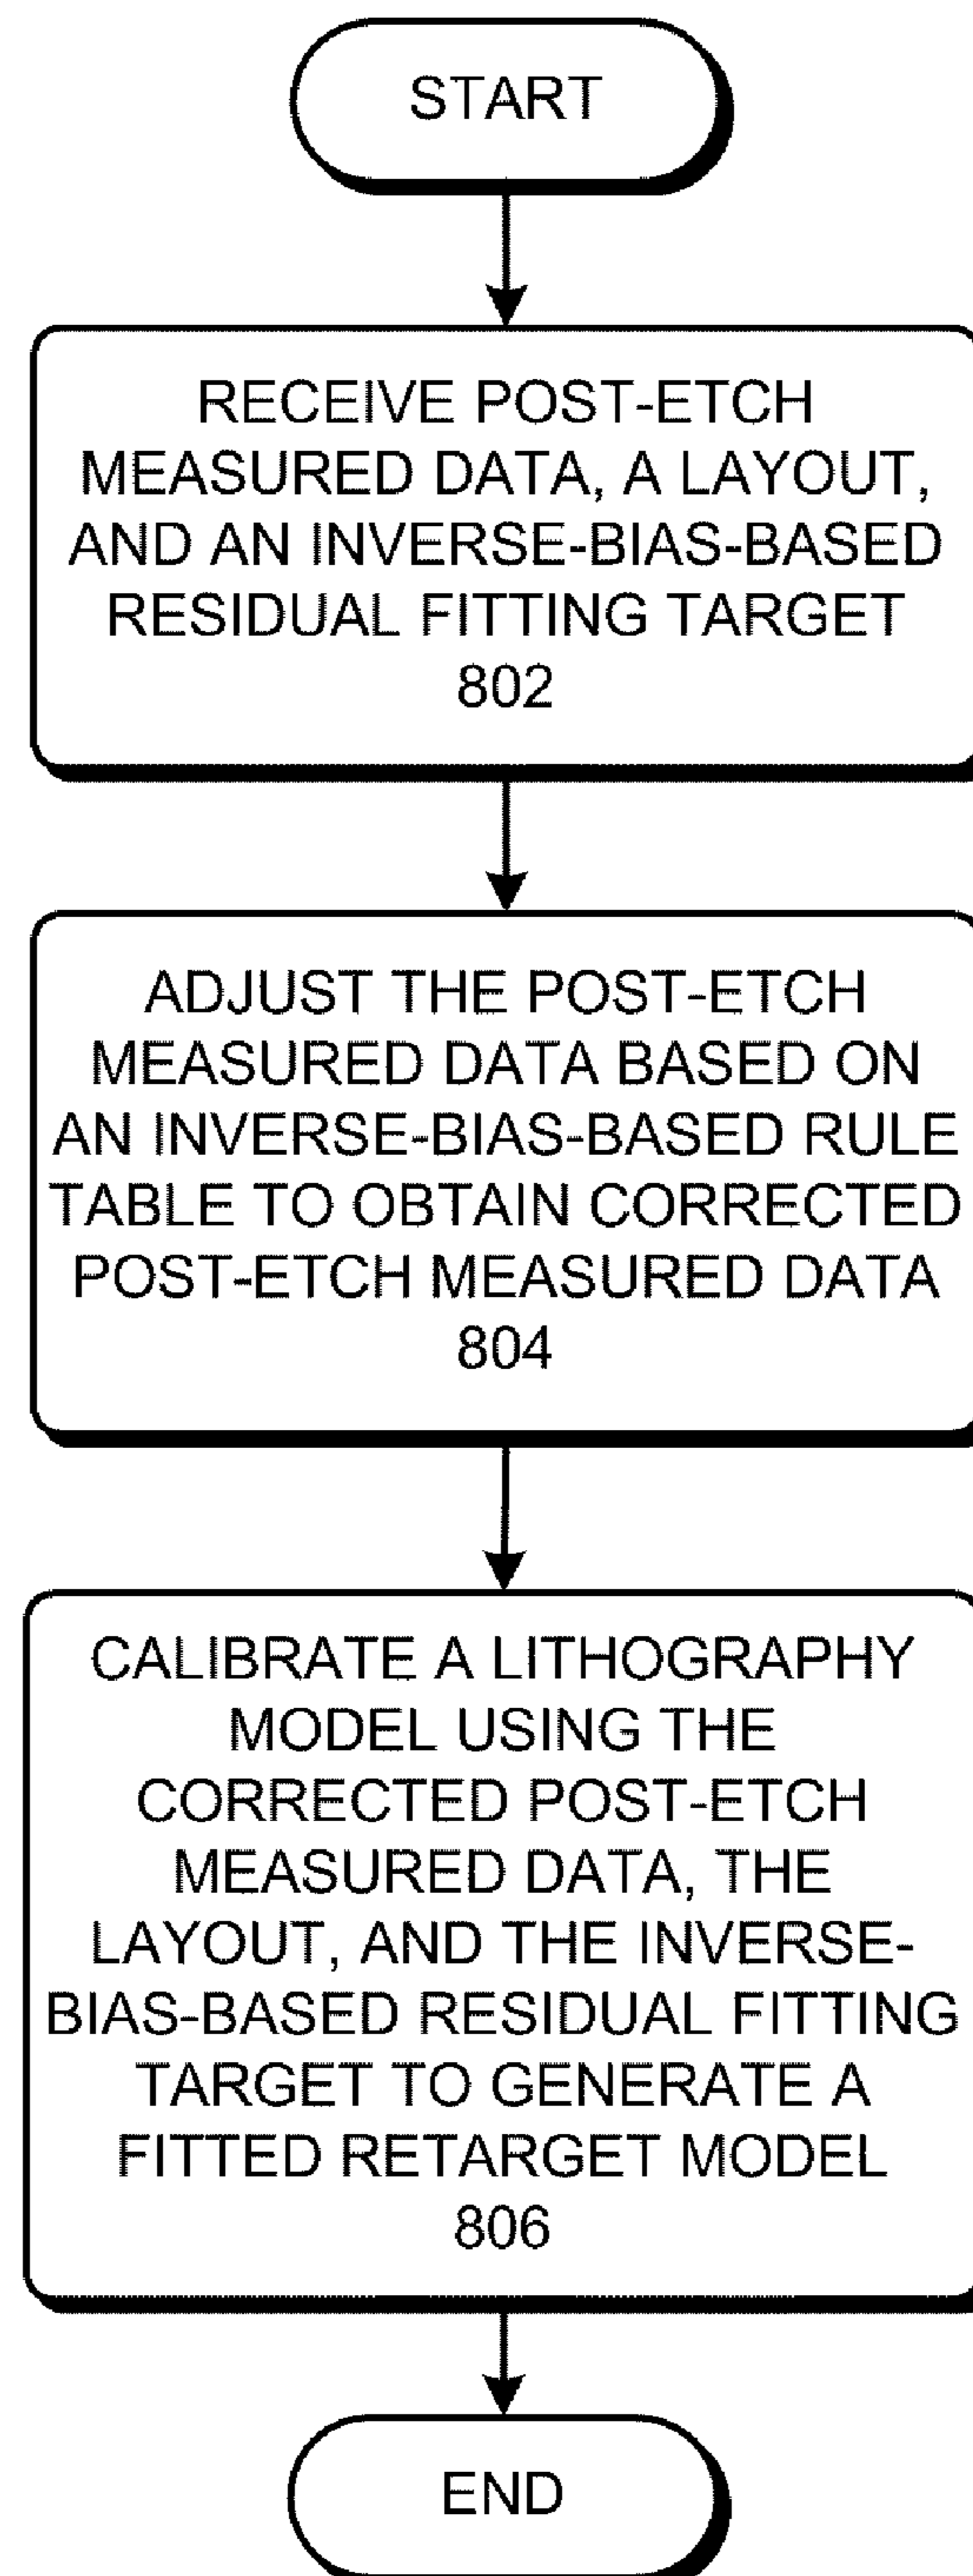 START
RECEIVE POST-ETCH
MEASURED DATA, A LAYOUT,
AND AN INVERSE-BIAS-BASED
RESIDUAL FITTING TARGET
802
ADJUST THE POST-ETCH
MEASURED DATA BASED ON
AN INVERSE-BIAS-BASED RULE
TABLE TO OBTAIN CORRECTED
POST-ETCH MEASURED DATA
804
CALIBRATE A LITHOGRAPHY
MODEL USING THE
CORRECTED POST-ETCH
MEASURED DATA, THE
LAYOUT, AND THE INVERSE-
BIAS-BASED RESIDUAL FITTING
TARGET TO GENERATE A
FITTED RETARGET MODEL
806
END